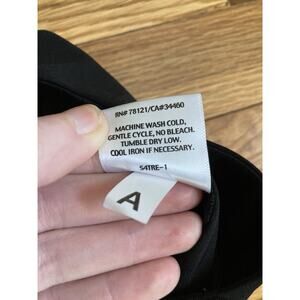 RN# 78121/CA#34460
MACHINE WASH COLD,
GENTLE CYCLE, NO BLEACH.
TUMBLE DRY LOW.
COOL IRON IF NECESSARY.
54TRE-1
A